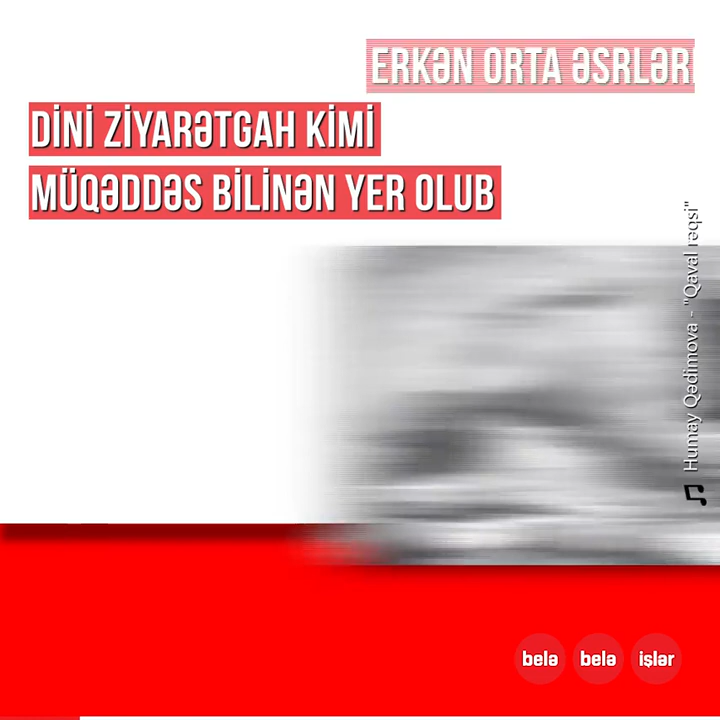 ERKƏN ORTA ƏSRLƏR
DİNİ ZİYARƏTGAH KİMİ
MÜQƏDDƏS BİLİNƏN YER OLUB
Humay Qədimova - "Qaval rəqsi"
belə belə işlər